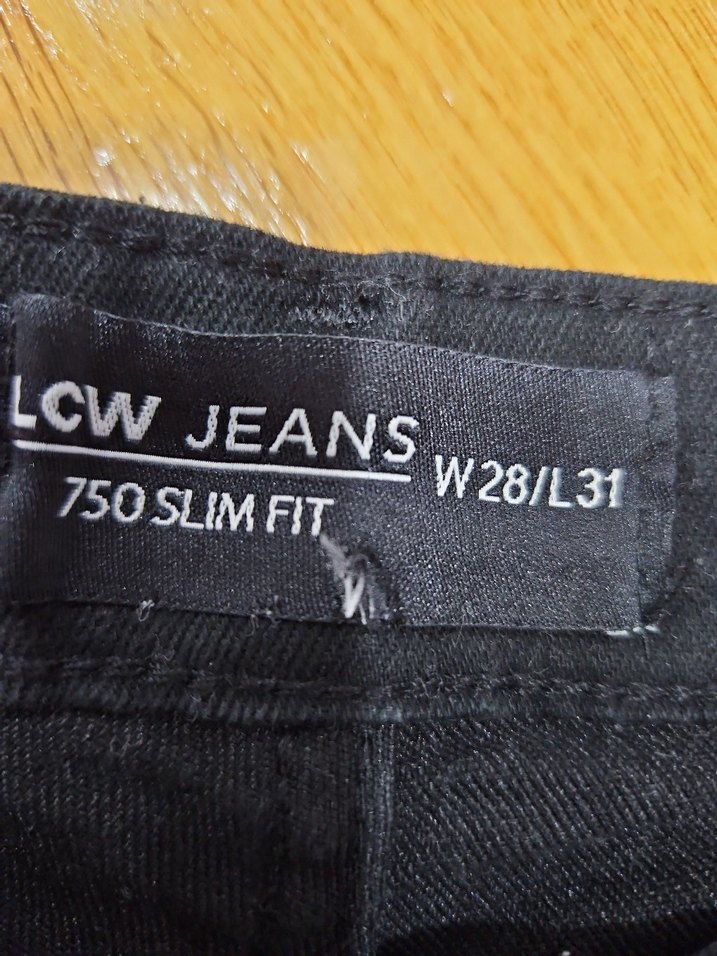 LCW JEANS
W28/L31
750 SLIM FIT